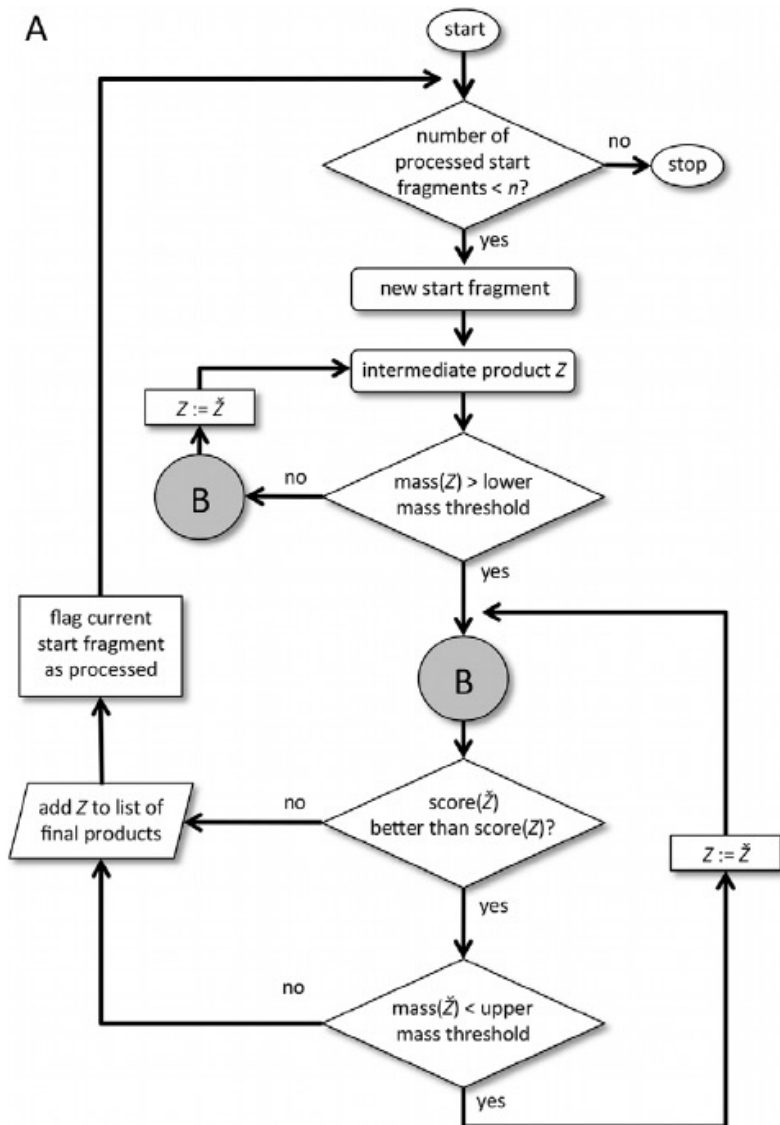 A
start
number of
processed start
fragments < n?
no
stop
yes
new start fragment
intermediate product Z
Z := Ž
B
no
mass(Z) > lower
mass threshold
yes
flag current
start fragment
as processed
B
add Z to list of
final products
no
score(Ž)
better than score(Z)?
Z := Ž
yes
no
mass(Ž) < upper
mass threshold
yes